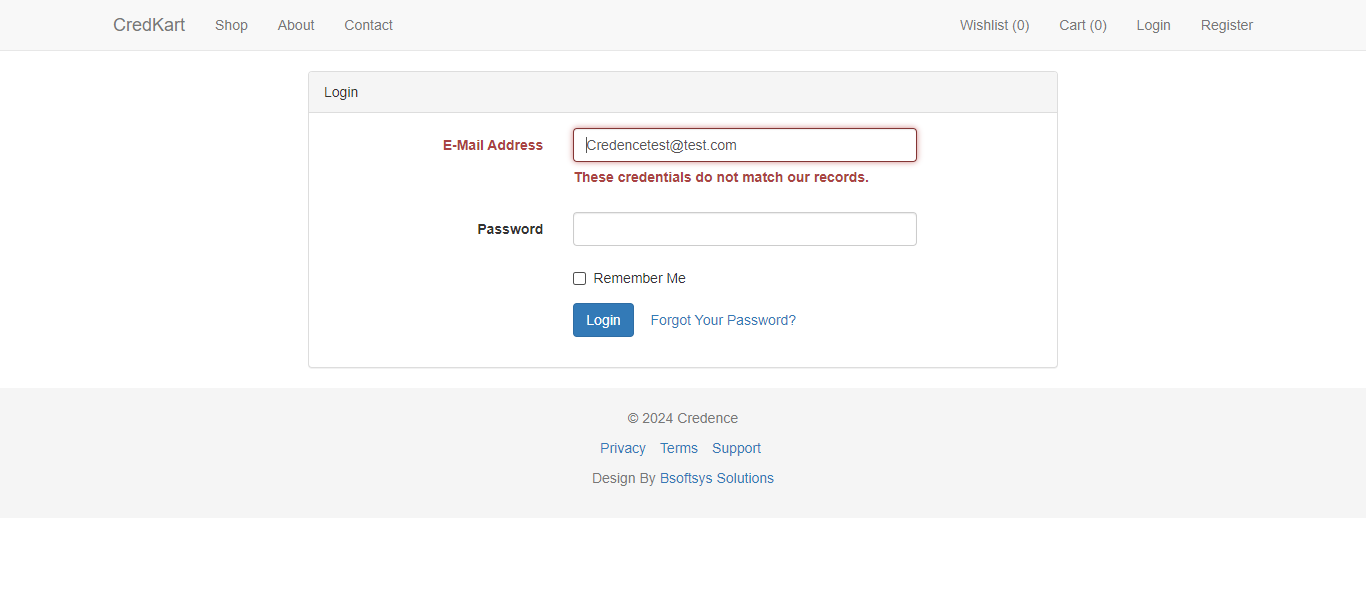 CredKart Shop About Contact Wishlist (0) Cart (0) Login Register
Login
E-Mail Address Credencetest@test.com
These credentials do not match our records.
Password
Remember Me
Login Forgot Your Password?
© 2024 Credence
Privacy Terms Support
Design By Bsoftsys Solutions